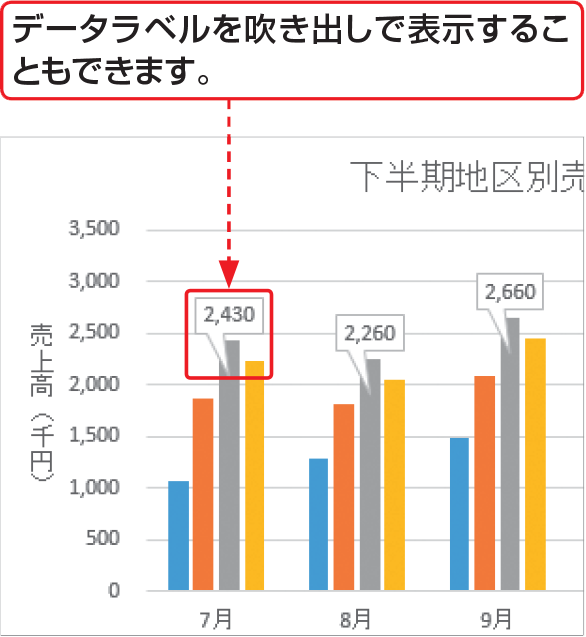 データラベルを吹き出しで表示するこ
ともできます。
下半期地区別売
売上高（千円）
3,500
3,000
2,500
2,000
1,500
1,000
500
0
2,430
2,260
2,660
7月
8月
9月